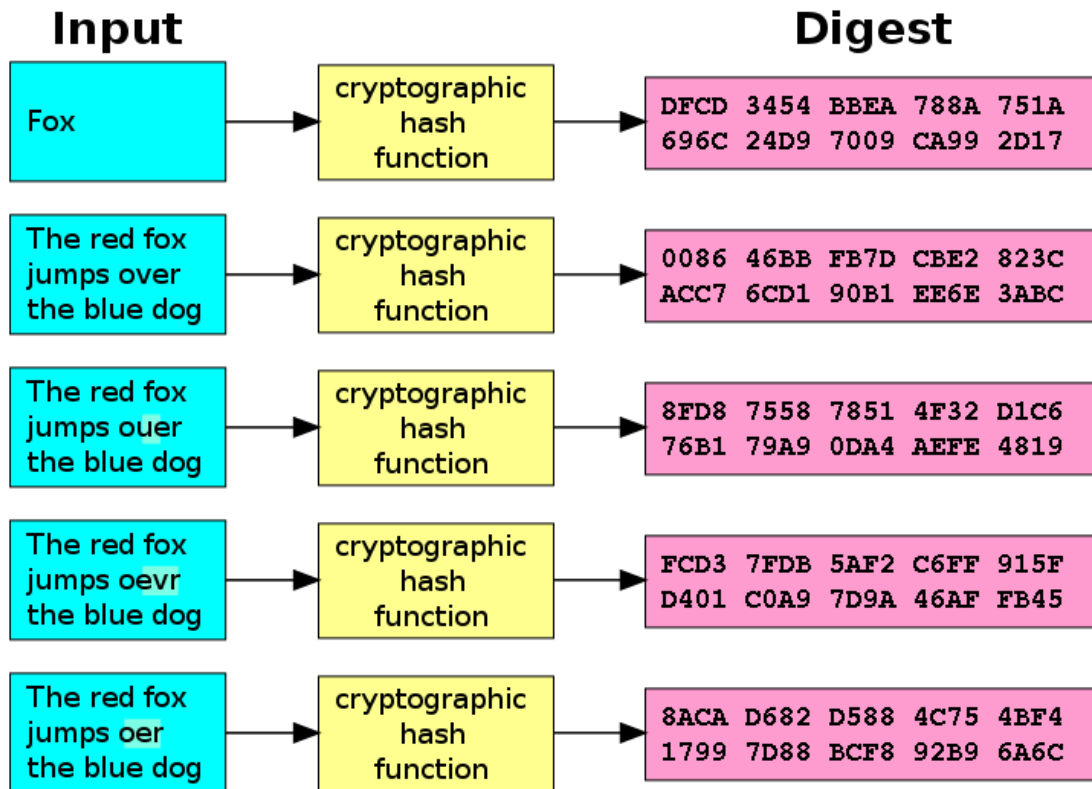 Input
Digest
Fox
cryptographic
hash
function
DFCD 3454 BBEA 788A 751A
696C 24D9 7009 CA99 2D17
The red fox
jumps over
the blue dog
cryptographic
hash
function
0086 46BB FB7D CBE2 823C
ACC7 6CD1 90B1 EE6E 3ABC
The red fox
jumps ouer
the blue dog
cryptographic
hash
function
8FD8 7558 7851 4F32 D1C6
76B1 79A9 0DA4 AEFE 4819
The red fox
jumps oevr
the blue dog
cryptographic
hash
function
FCD3 7FDB 5AF2 C6FF 915F
D401 C0A9 7D9A 46AF FB45
The red fox
jumps oer
the blue dog
cryptographic
hash
function
8ACA D682 D588 4C75 4BF4
1799 7D88 BCF8 92B9 6A6C